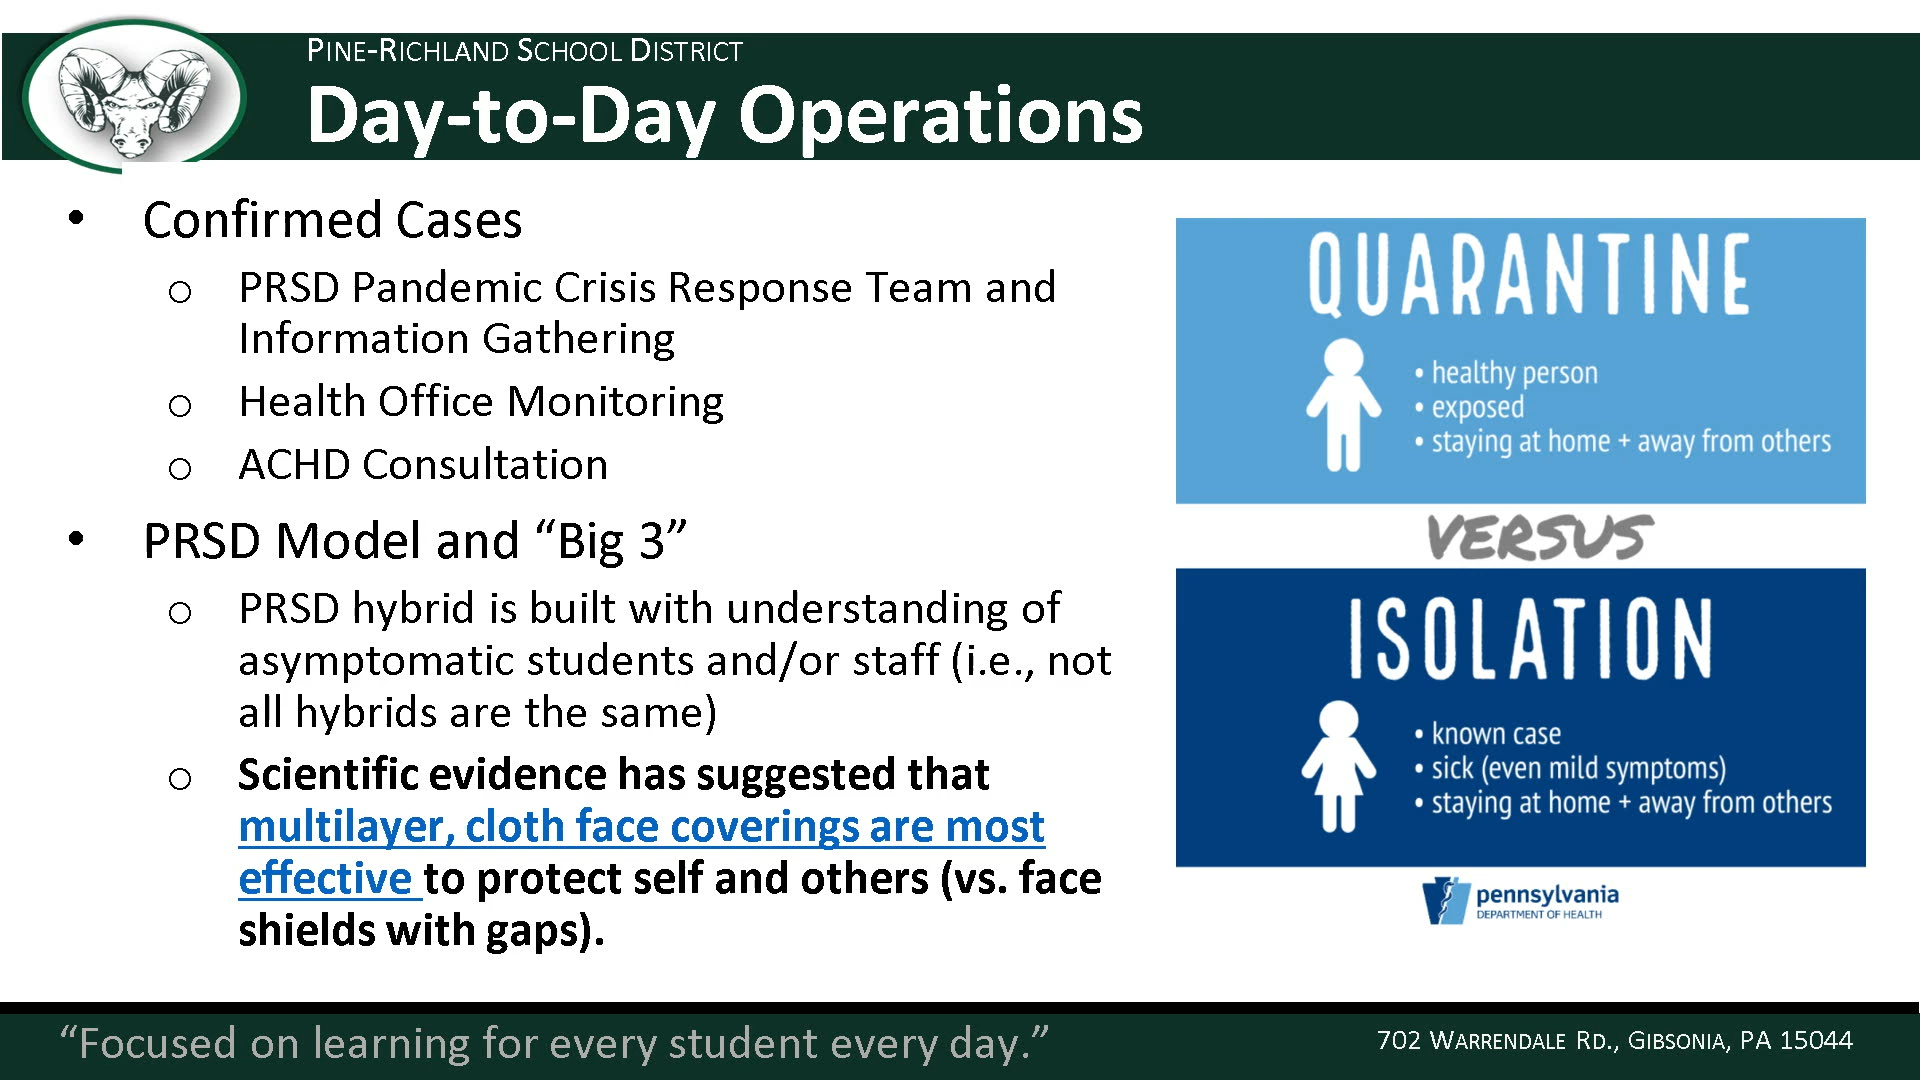 PINE-RICHLAND SCHOOL DISTRICT
Day-to-Day Operations
• Confirmed Cases
o PRSD Pandemic Crisis Response Team and
Information Gathering
o Health Office Monitoring
o ACHD Consultation
• PRSD Model and “Big 3”
o PRSD hybrid is built with understanding of
asymptomatic students and/or staff (i.e., not
all hybrids are the same)
o Scientific evidence has suggested that
multilayer, cloth face coverings are most
effective to protect self and others (vs. face
shields with gaps).
QUARANTINE
• healthy person
• exposed
• staying at home + away from others
VERSUS
ISOLATION
• known case
• sick (even mild symptoms)
• staying at home + away from others
pennsylvania
DEPARTMENT OF HEALTH
“Focused on learning for every student every day.”
702 WARRENDALE RD., GIBSONIA, PA 15044